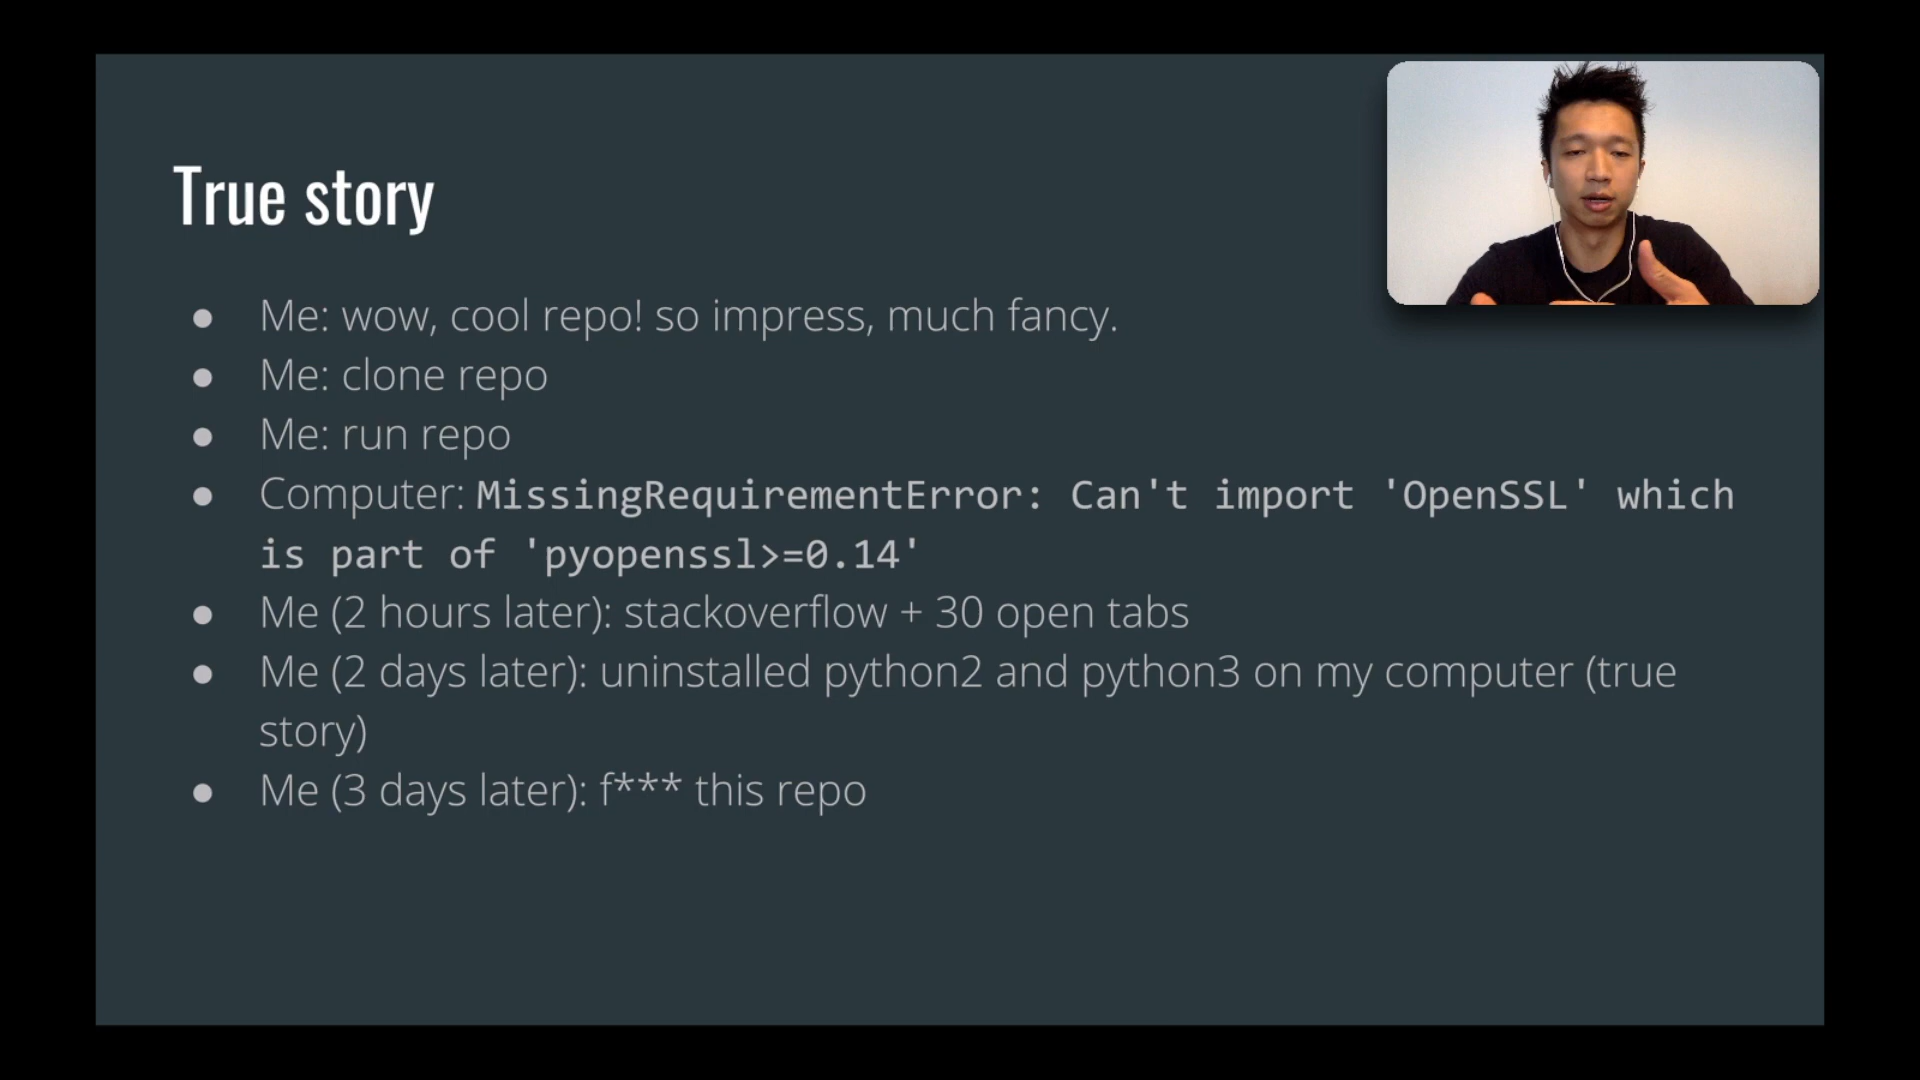 True story
● Me: wow, cool repo! so impress, much fancy.
● Me: clone repo
● Me: run repo
● Computer: MissingRequirementError: Can't import 'OpenSSL' which
is part of 'pyopenssl>=0.14'
● Me (2 hours later): stackoverflow + 30 open tabs
● Me (2 days later): uninstalled python2 and python3 on my computer (true
story)
● Me (3 days later): f*** this repo